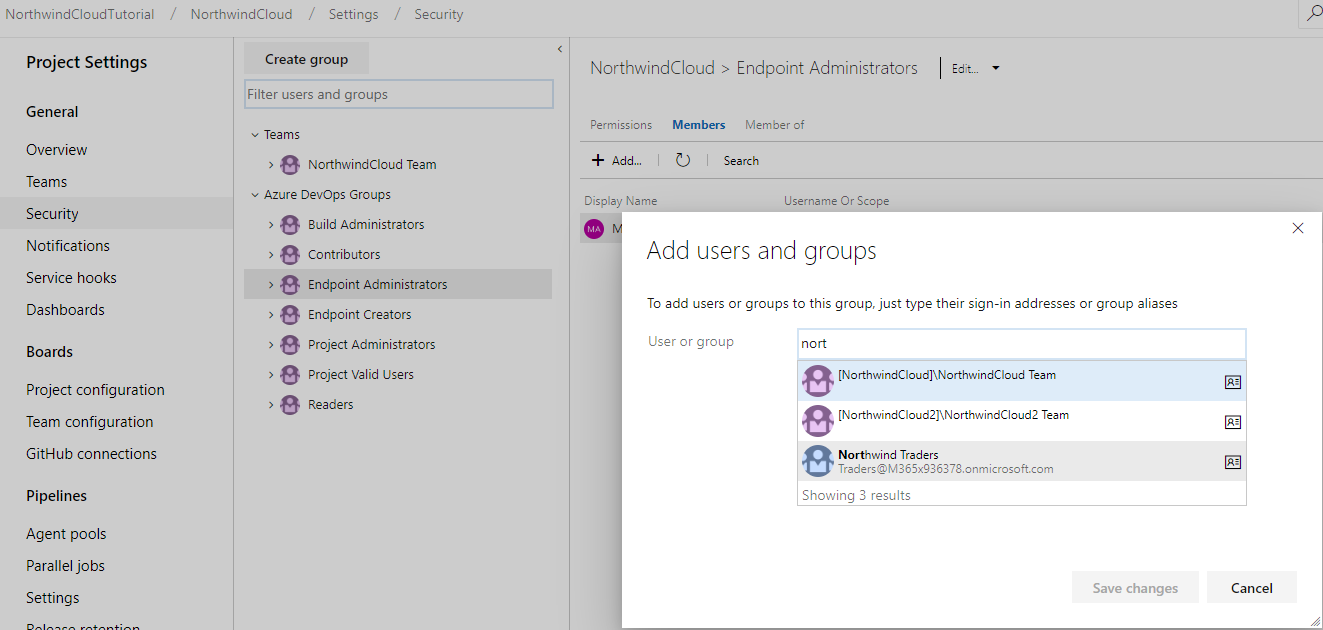 NorthwindCloudTutorial / NorthwindCloud / Settings / Security
Project Settings
General
Overview
Teams
Security
Notifications
Service hooks
Dashboards
Boards
Project configuration
Team configuration
GitHub connections
Pipelines
Agent pools
Parallel jobs
Settings
Release retention
Create group
Filter users and groups
Teams
NorthwindCloud Team
Azure DevOps Groups
Build Administrators
Contributors
Endpoint Administrators
Endpoint Creators
Project Administrators
Project Valid Users
Readers
NorthwindCloud > Endpoint Administrators
Edit...
Permissions Members Member of
Add... Search
Display Name Username Or Scope
MA M
Add users and groups
To add users or groups to this group, just type their sign-in addresses or group aliases
User or group nort
[NorthwindCloud]\NorthwindCloud Team
[NorthwindCloud2]\NorthwindCloud2 Team
Northwind Traders
Traders@M365x936378.onmicrosoft.com
Showing 3 results
Save changes Cancel